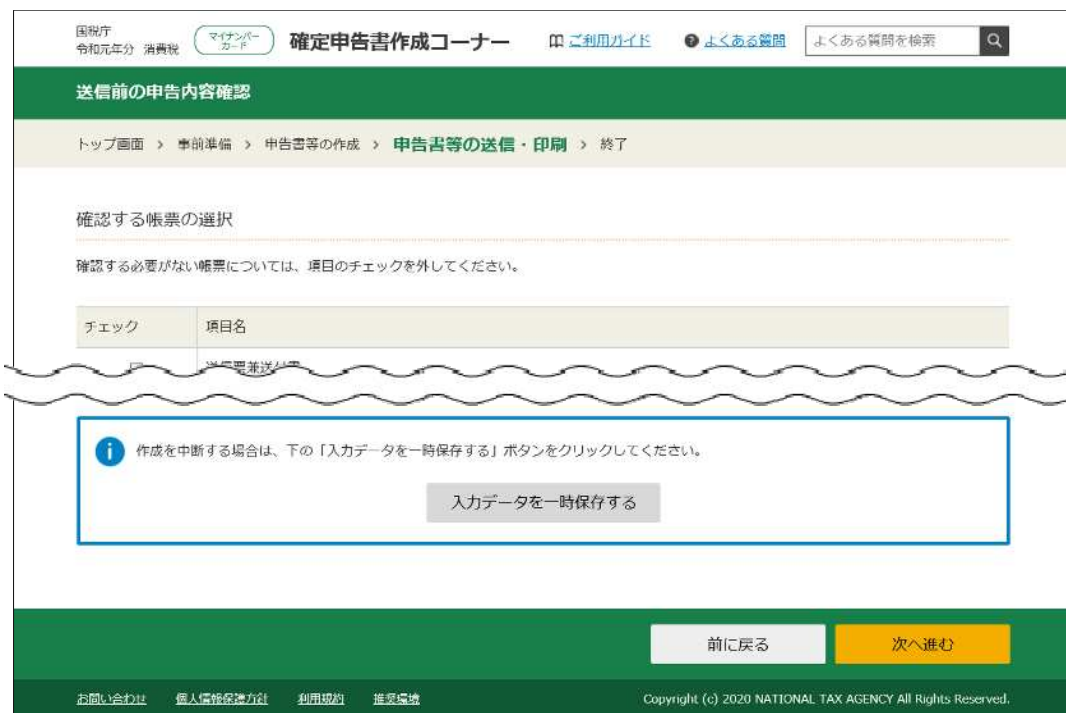 国税庁
令和元年分 消費税
マイナンバー
カード
確定申告書作成コーナー
ご利用ガイド
よくある質問
よくある質問を検索
送信前の申告内容確認
トップ画面 > 事前準備 > 申告書等の作成 > 申告書等の送信・印刷 > 終了
確認する帳票の選択
確認する必要がない帳票については、項目のチェックを外してください。
チェック 項目名
送信票兼送付書
作成を中断する場合は、下の「入力データを一時保存する」ボタンをクリックしてください。
入力データを一時保存する
前に戻る
次へ進む
お問い合わせ 個人情報保護方針 利用規約 推奨環境
Copyright (c) 2020 NATIONAL TAX AGENCY All Rights Reserved.